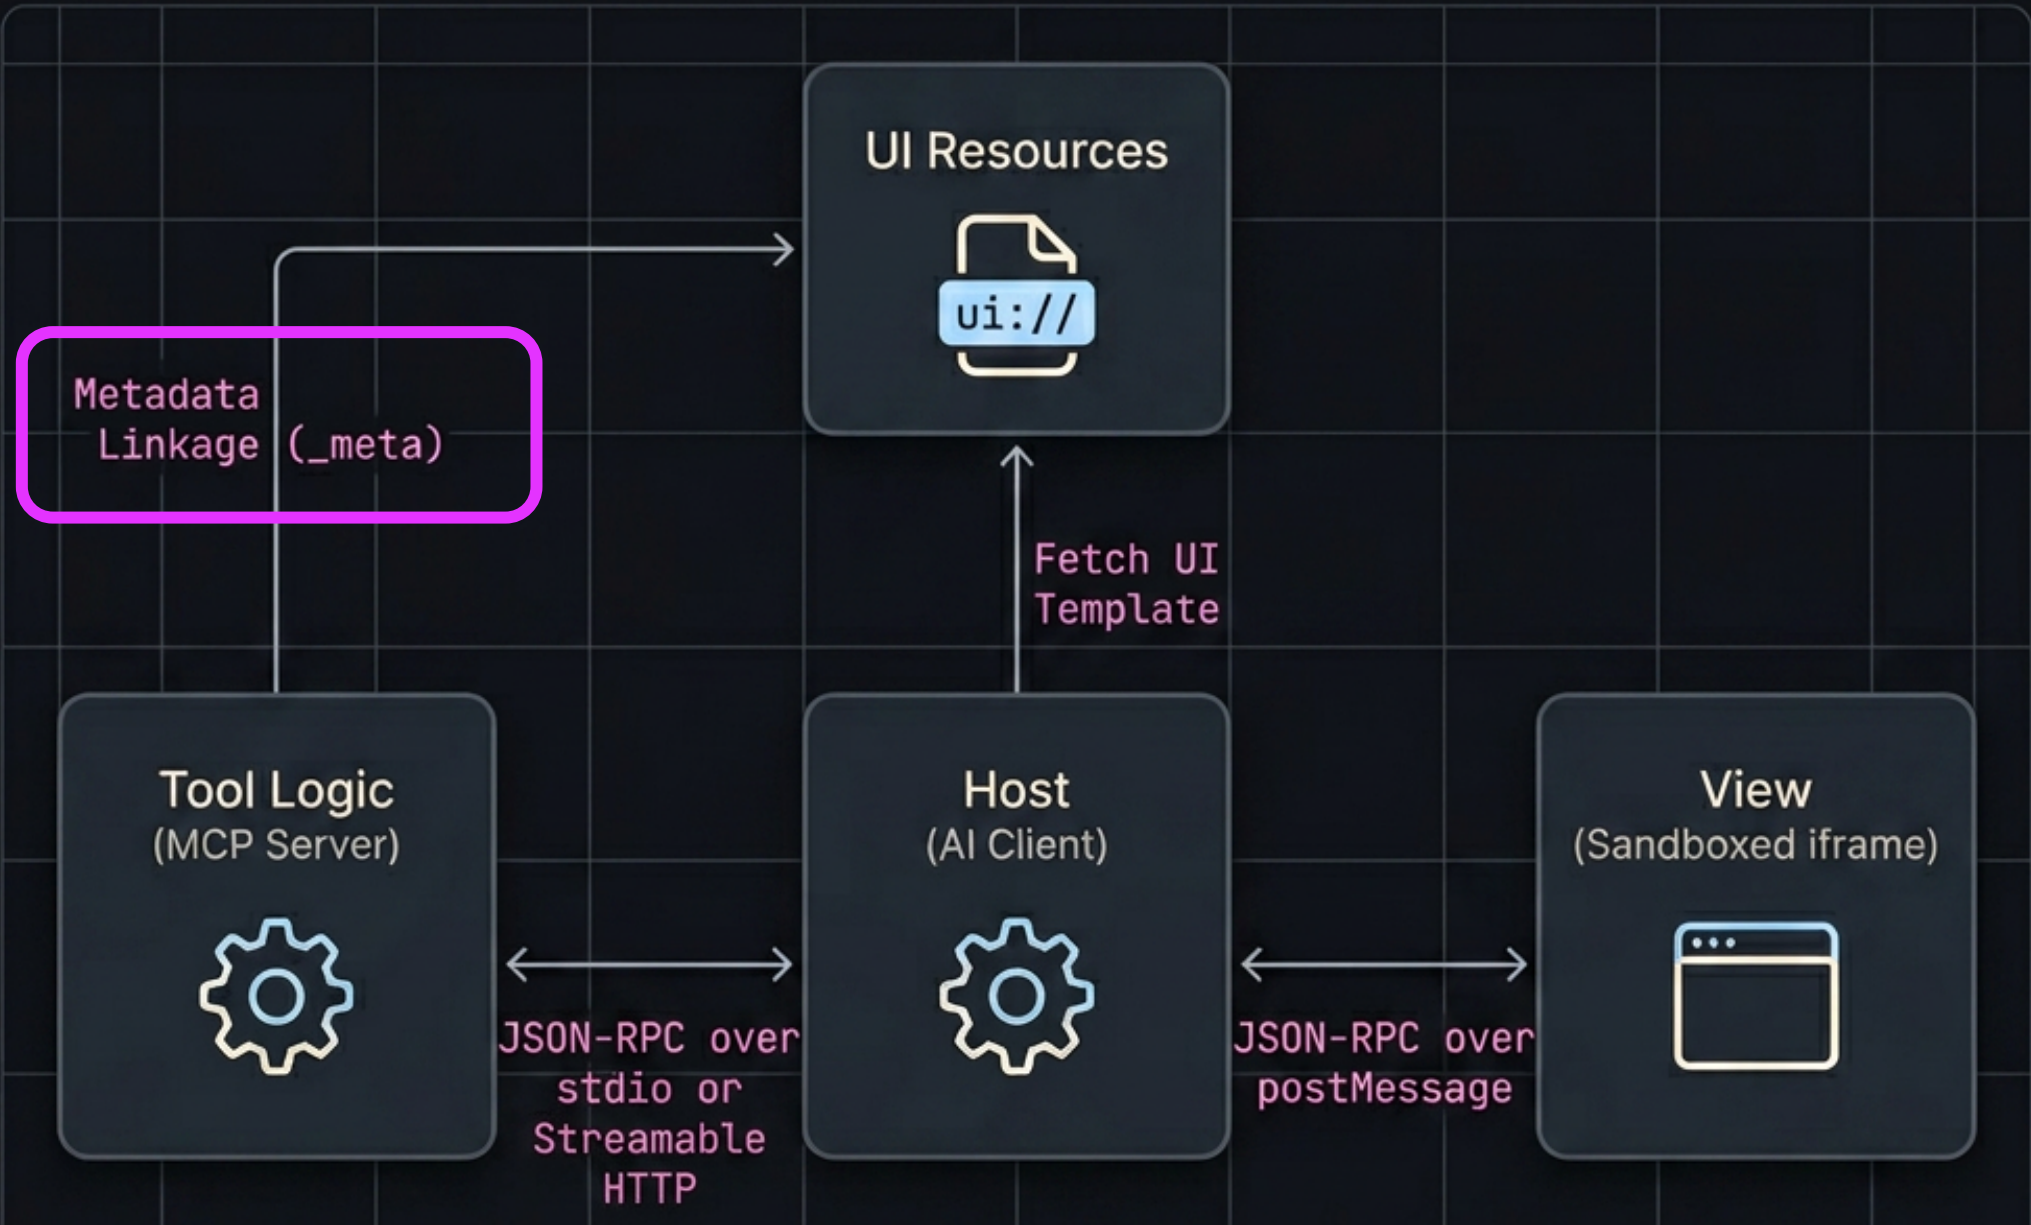 UI Resources
ui://
Metadata
Linkage (_meta)
Fetch UI
Template
Tool Logic
(MCP Server)
Host
(AI Client)
View
(Sandboxed iframe)
JSON-RPC over
stdio or
Streamable
HTTP
JSON-RPC over
postMessage